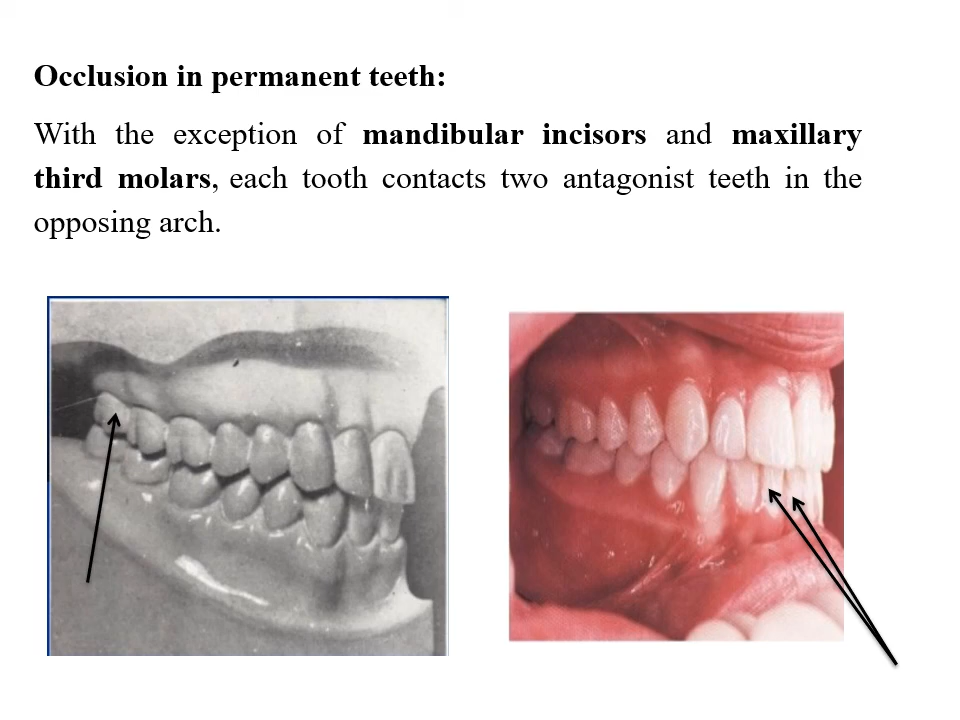 Occlusion in permanent teeth:
With the exception of mandibular incisors and maxillary
third molars, each tooth contacts two antagonist teeth in the
opposing arch.